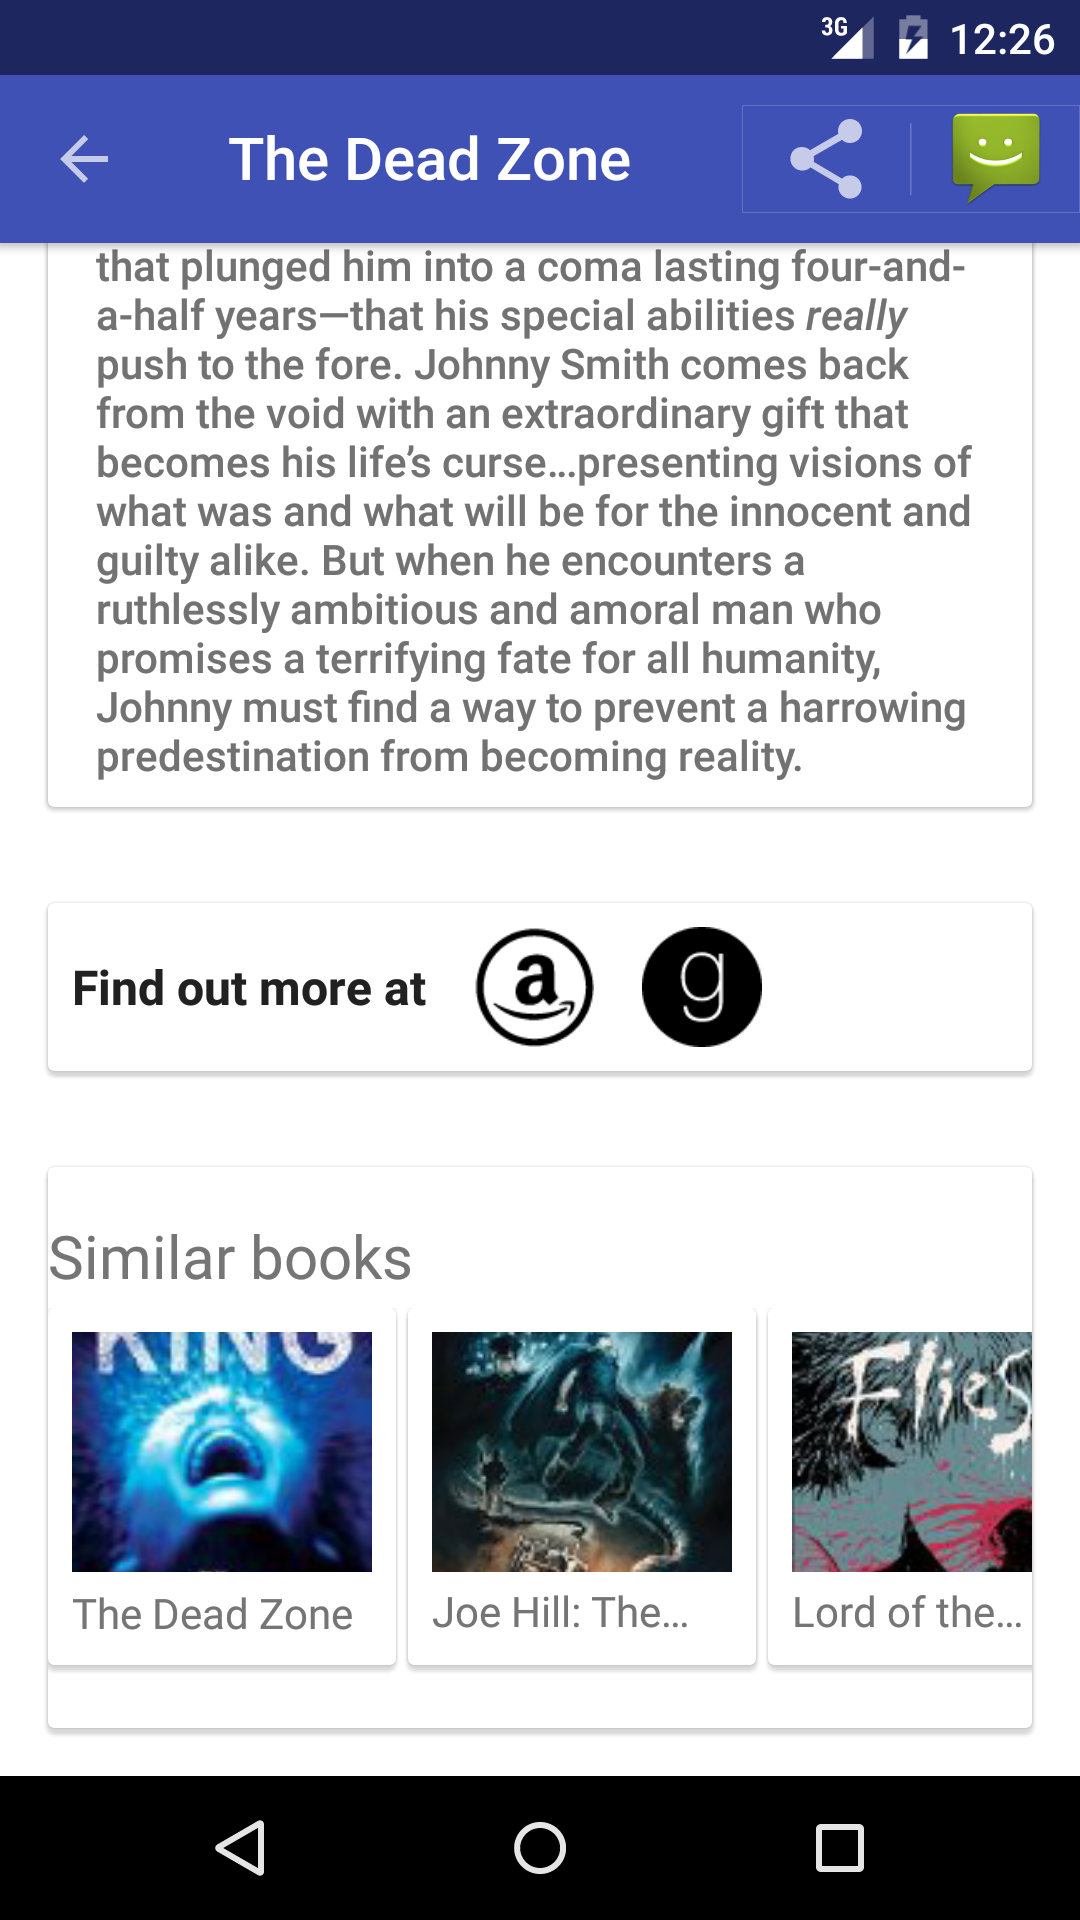 3G 12:26
The Dead Zone
that plunged him into a coma lasting four-and-
a-half years—that his special abilities really
push to the fore. Johnny Smith comes back
from the void with an extraordinary gift that
becomes his life’s curse…presenting visions of
what was and what will be for the innocent and
guilty alike. But when he encounters a
ruthlessly ambitious and amoral man who
promises a terrifying fate for all humanity,
Johnny must find a way to prevent a harrowing
predestination from becoming reality.
Find out more at a g
Similar books
KING
Flies
The Dead Zone
Joe Hill: The…
Lord of the…